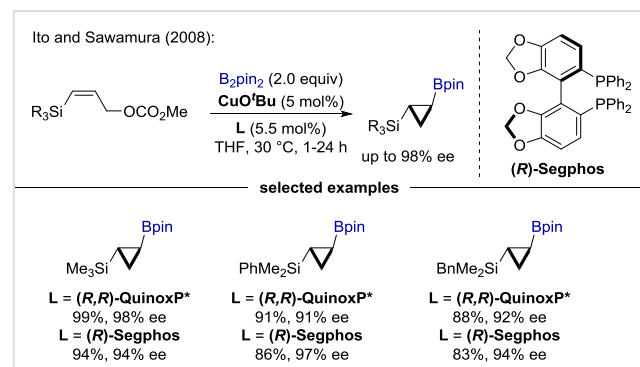 Ito and Sawamura (2008):
R₃Si
OCO₂Me
B₂pin₂ (2.0 equiv)
CuOᵗBu (5 mol%)
L (5.5 mol%)
THF, 30 °C, 1-24 h
R₃Si
Bpin
up to 98% ee
O
O
O
O
PPh₂
PPh₂
(R)-Segphos
selected examples
Me₃Si
Bpin
L = (R,R)-QuinoxP*
99%, 98% ee
L = (R)-Segphos
94%, 94% ee
PhMe₂Si
Bpin
L = (R,R)-QuinoxP*
91%, 91% ee
L = (R)-Segphos
86%, 97% ee
BnMe₂Si
Bpin
L = (R,R)-QuinoxP*
88%, 92% ee
L = (R)-Segphos
83%, 94% ee